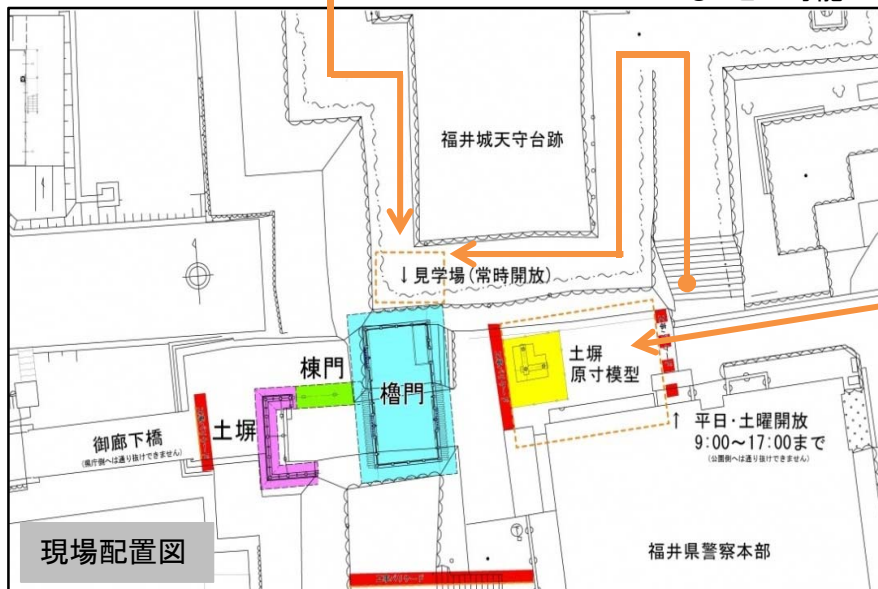 福井城天守台跡
↓見学場(常時開放)
棟門
櫓門
土塀
土塀
原寸模型
御廊下橋
(県庁側へは通り抜けできません)
↑ 平日・土曜開放
9:00~17:00まで
(公園側へは通り抜けできません)
福井県警察本部
現場配置図